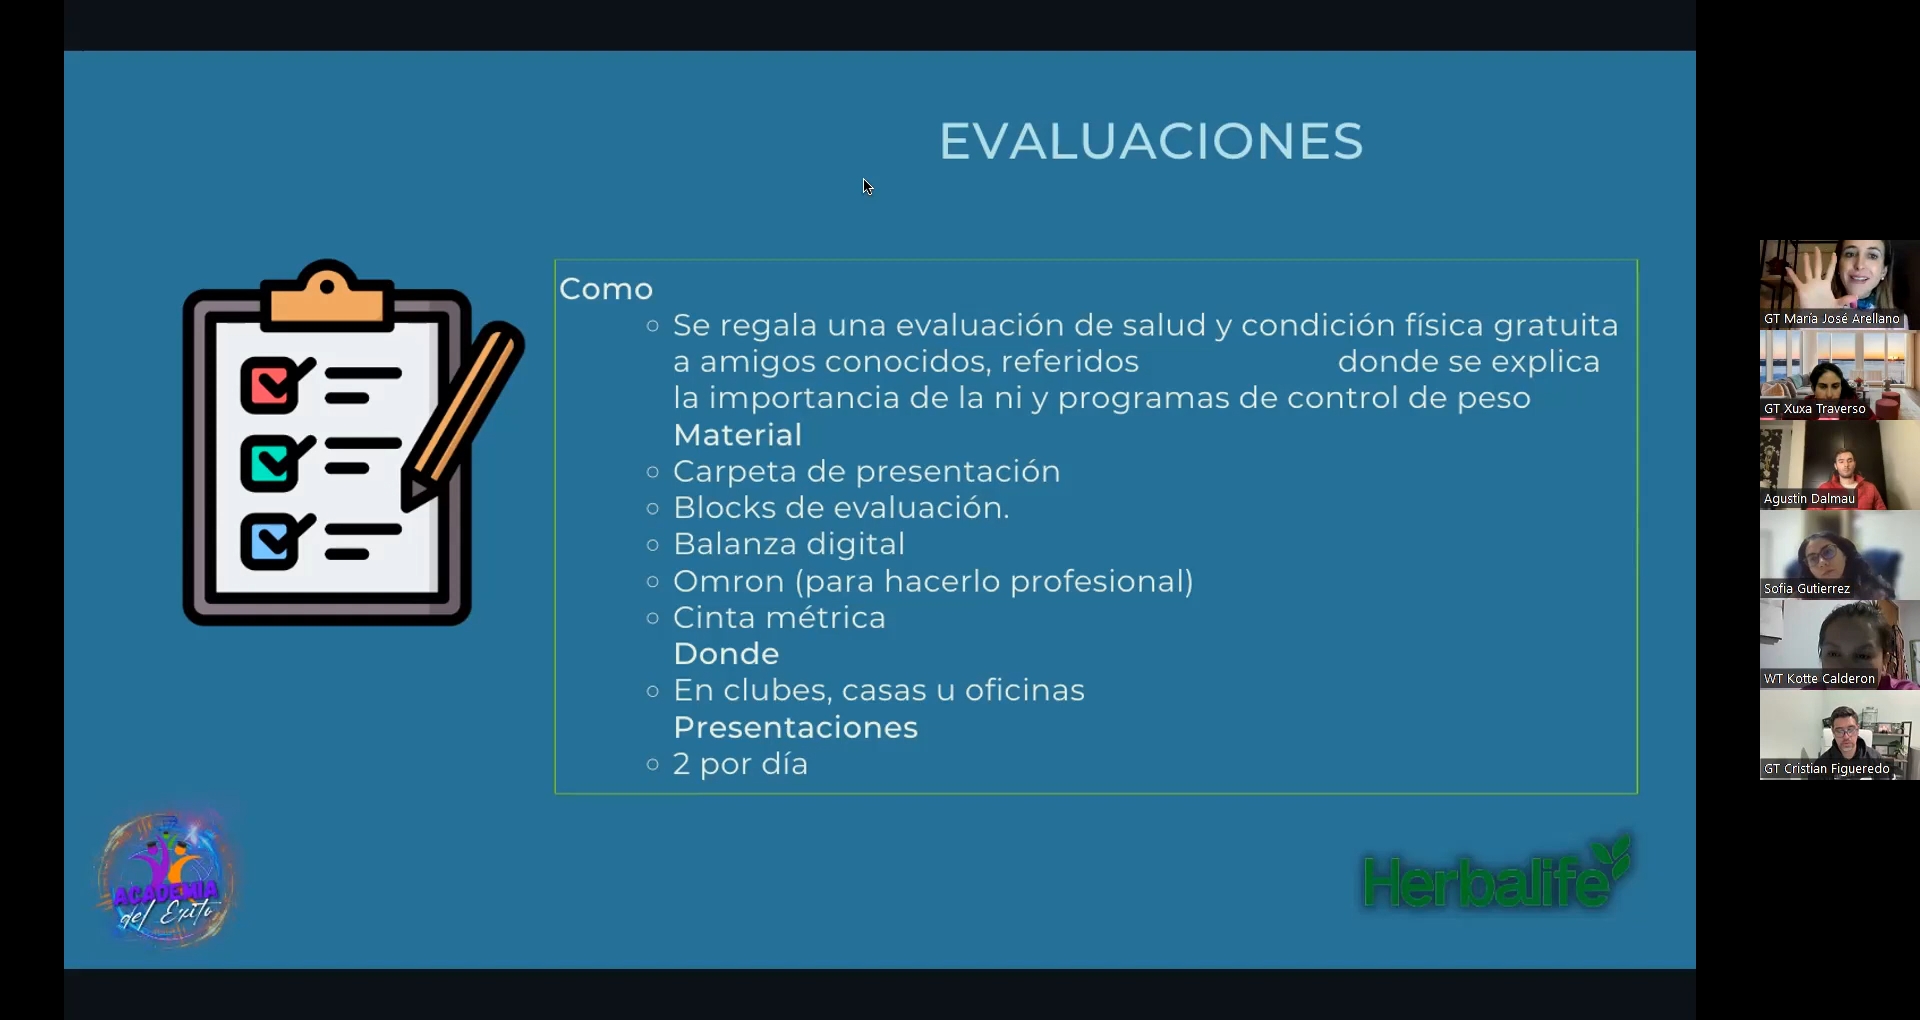 EVALUACIONES
Como
Se regala una evaluación de salud y condición física gratuita
a amigos conocidos, referidos donde se explica
la importancia de la ni y programas de control de peso
Material
Carpeta de presentación
Blocks de evaluación.
Balanza digital
Omron (para hacerlo profesional)
Cinta métrica
Donde
En clubes, casas u oficinas
Presentaciones
2 por día
ACADEMIA
del Exito
Herbalife
GT María José Arellano
GT Xuxa Traverso
Agustin Dalmau
Sofia Gutierrez
WT Kotte Calderon
GT Cristian Figueredo